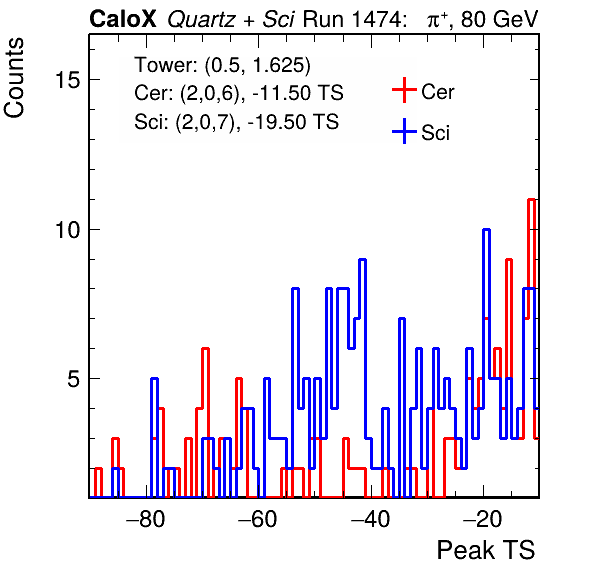 CaloX Quartz + Sci Run 1474: π⁺, 80 GeV
Counts
Tower: (0.5, 1.625)
Cer: (2,0,6), -11.50 TS
Sci: (2,0,7), -19.50 TS
Cer
Sci
15
10
5
−80 −60 −40 −20
Peak TS